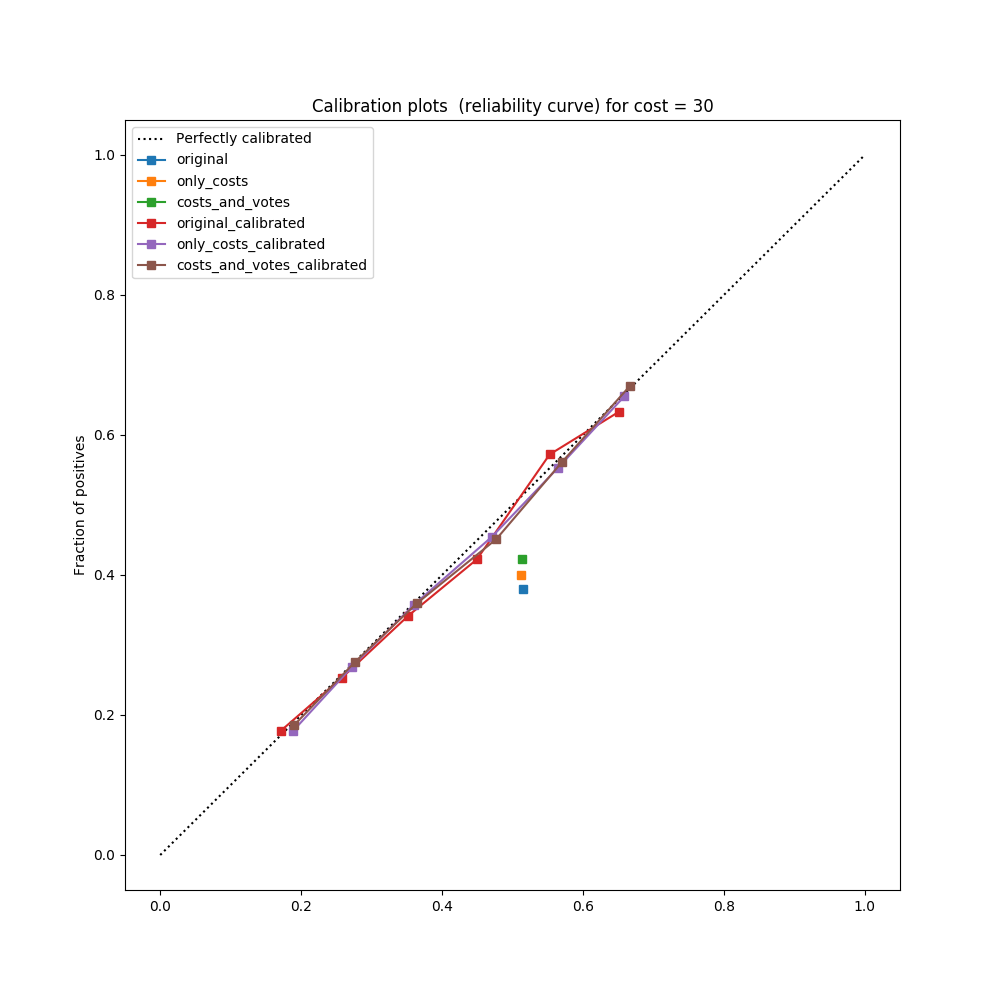 Calibration plots  (reliability curve) for cost = 30
Perfectly calibrated
original
only_costs
costs_and_votes
original_calibrated
only_costs_calibrated
costs_and_votes_calibrated
Fraction of positives
1.0
0.8
0.6
0.4
0.2
0.0
0.0 0.2 0.4 0.6 0.8 1.0